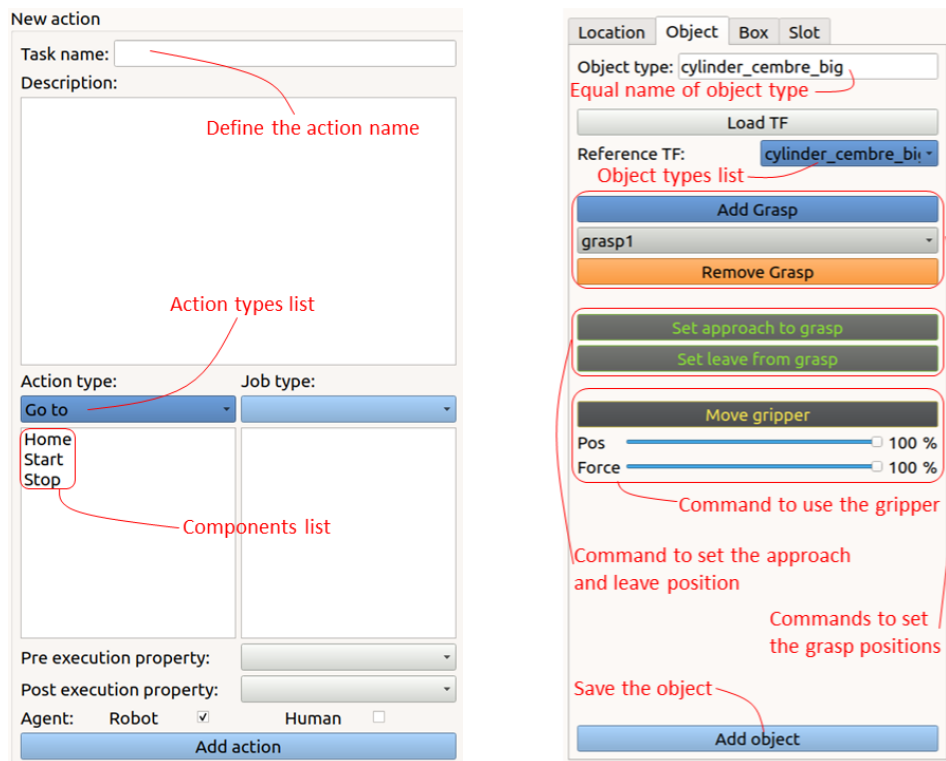 New action
Task name:
Description:
Define the action name
Action types list
Action type: Job type:
Go to
Home
Start
Stop
Components list
Pre execution property:
Post execution property:
Agent: Robot Human
Add action
Location Object Box Slot
Object type: cylinder_cembre_big
Equal name of object type
Load TF
Reference TF: cylinder_cembre_bi
Object types list
Add Grasp
grasp1
Remove Grasp
Set approach to grasp
Set leave from grasp
Move gripper
Pos 100 %
Force 100 %
Command to use the gripper
Command to set the approach
and leave position
Commands to set
the grasp positions
Save the object
Add object